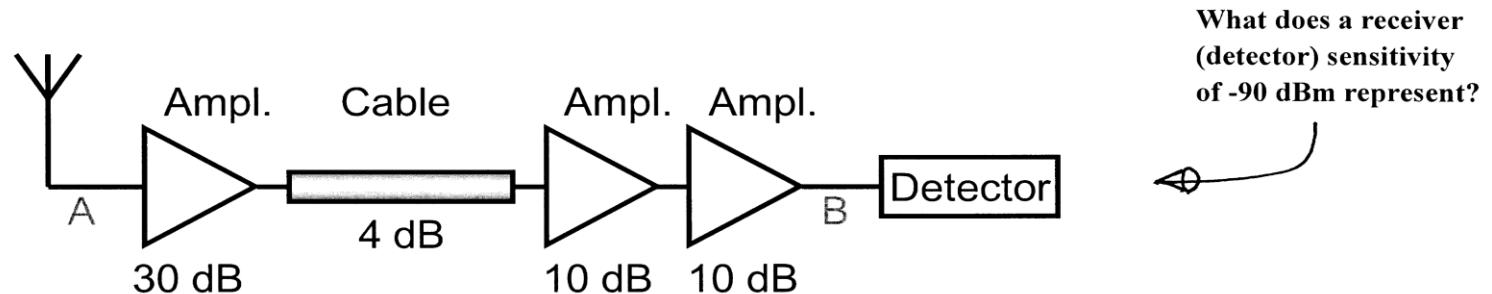 What does a receiver
(detector) sensitivity
of -90 dBm represent?
Ampl. Cable Ampl. Ampl.
A B Detector
4 dB
30 dB 10 dB 10 dB